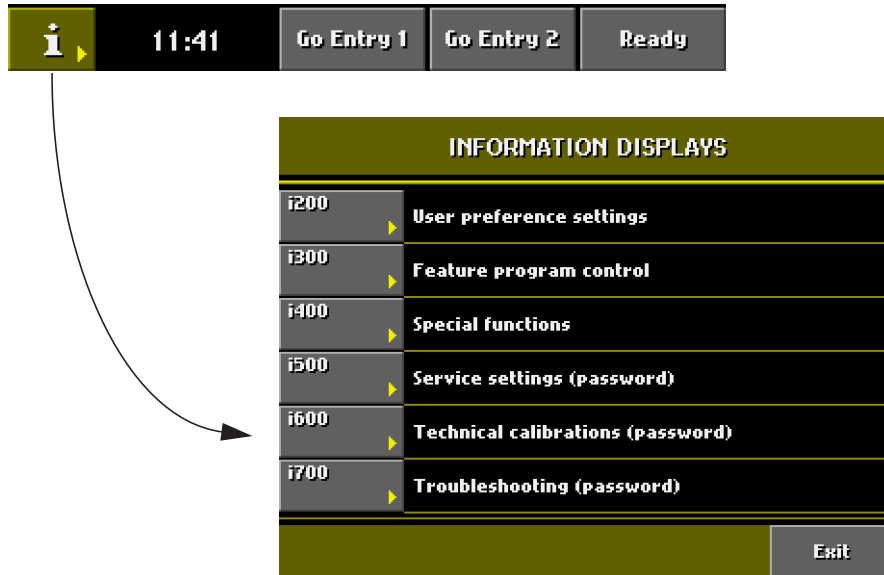 i 11:41 Go Entry 1 Go Entry 2 Ready
INFORMATION DISPLAYS
i200 User preference settings
i300 Feature program control
i400 Special functions
i500 Service settings (password)
i600 Technical calibrations (password)
i700 Troubleshooting (password)
Exit